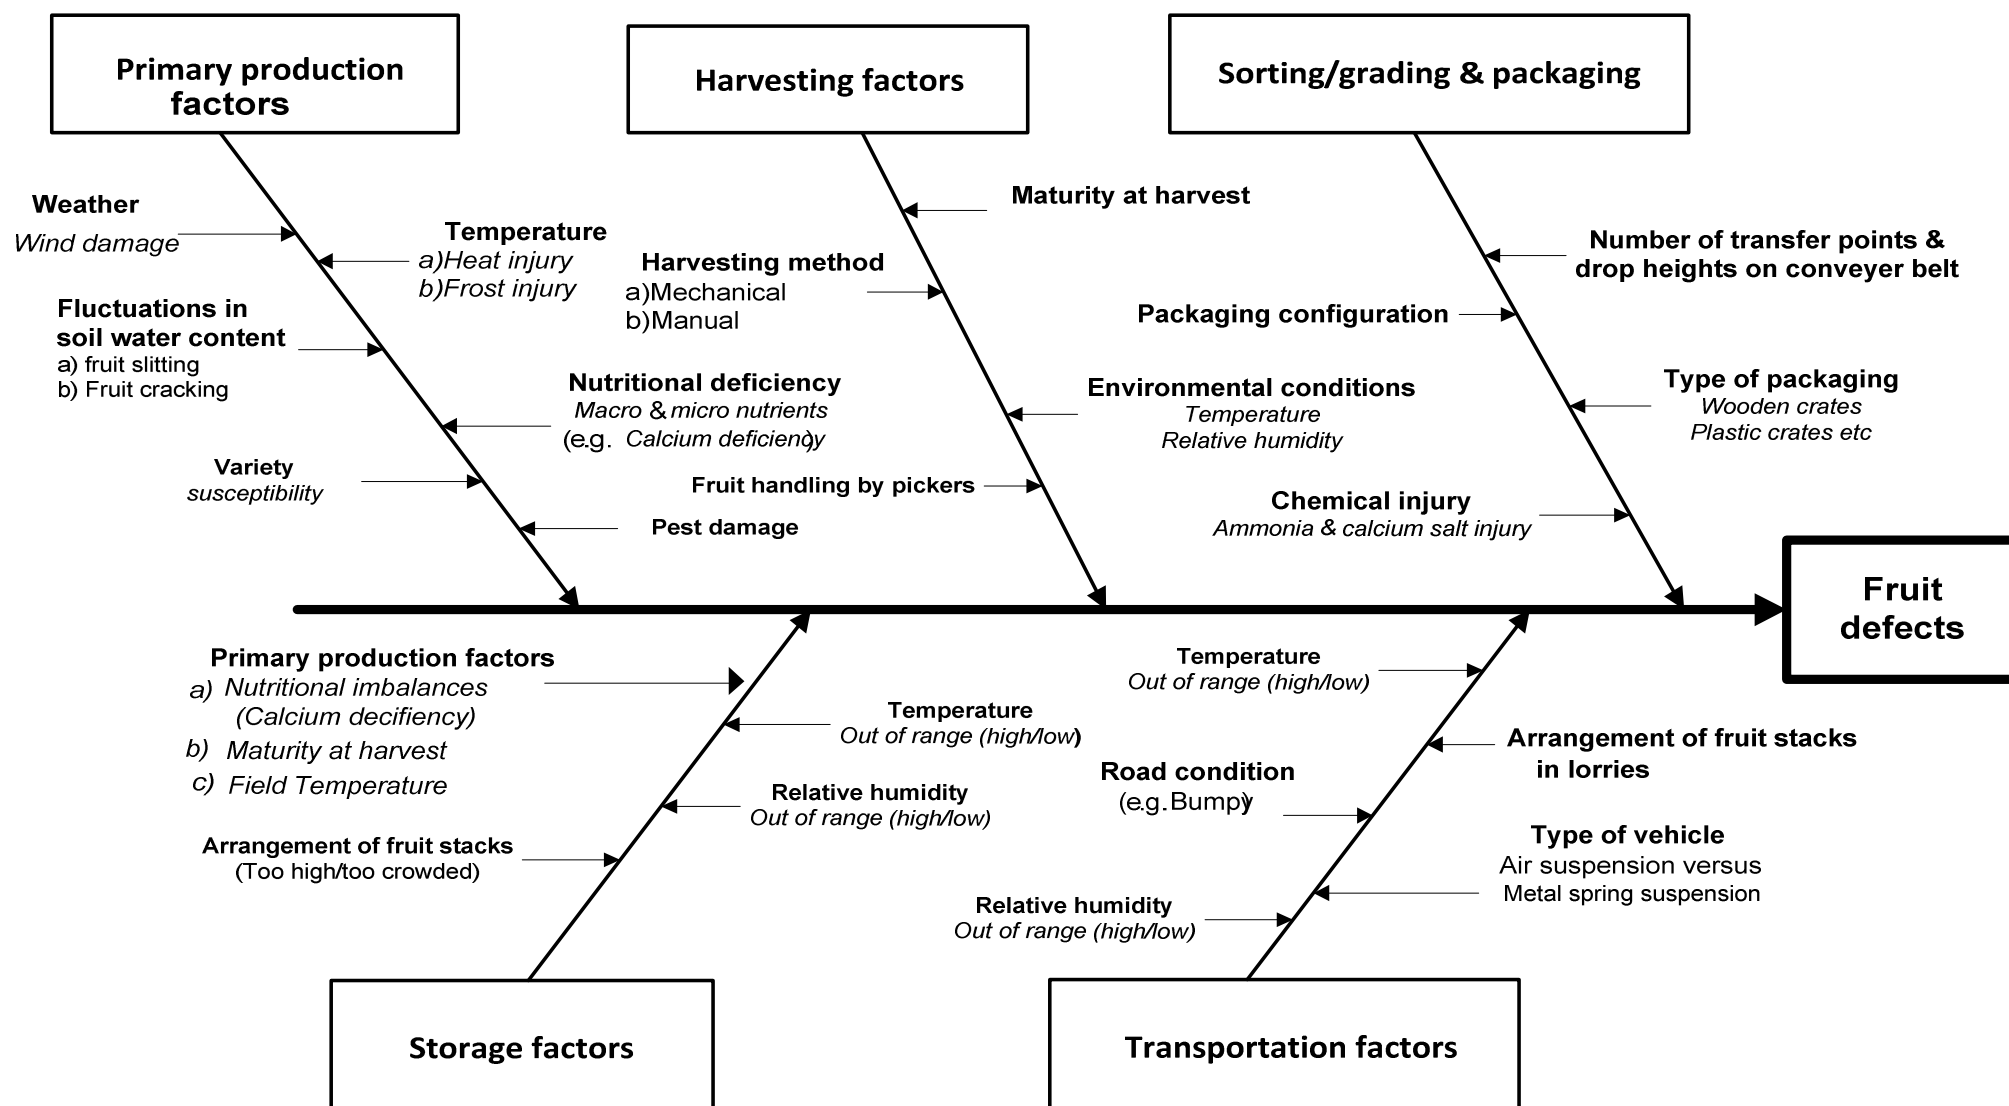 Primary production
factors
Harvesting factors
Sorting/grading & packaging
Weather
Wind damage
Temperature
a)Heat injury
b)Frost injury
Fluctuations in
soil water content
a) fruit slitting
b) Fruit cracking
Nutritional deficiency
Macro & micro nutrients
(e.g. Calcium deficiency)
Variety
susceptibility
Pest damage
Maturity at harvest
Harvesting method
a)Mechanical
b)Manual
Environmental conditions
Temperature
Relative humidity
Fruit handling by pickers
Number of transfer points &
drop heights on conveyer belt
Packaging configuration
Type of packaging
Wooden crates
Plastic crates etc
Chemical injury
Ammonia & calcium salt injury
Fruit
defects
Primary production factors
a) Nutritional imbalances
(Calcium decifiency)
b) Maturity at harvest
c) Field Temperature
Temperature
Out of range (high/low)
Relative humidity
Out of range (high/low)
Arrangement of fruit stacks
(Too high/too crowded)
Temperature
Out of range (high/low)
Arrangement of fruit stacks
in lorries
Road condition
(e.g. Bumpy)
Type of vehicle
Air suspension versus
Metal spring suspension
Relative humidity
Out of range (high/low)
Storage factors
Transportation factors